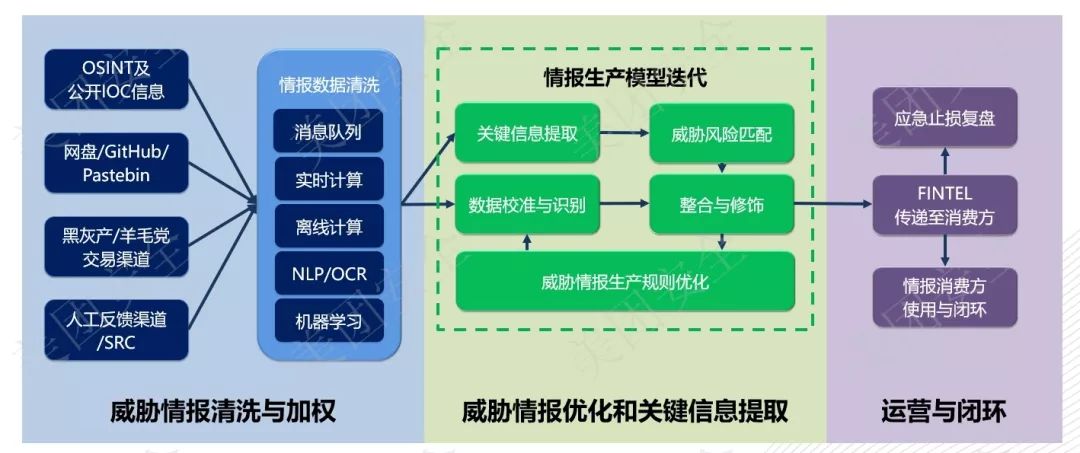 OSINT及
公开IOC信息
网盘/GitHub/
Pastebin
黑灰产/羊毛党
交易渠道
人工反馈渠道
/SRC
情报数据清洗
消息队列
实时计算
离线计算
NLP/OCR
机器学习
威胁情报清洗与加权
情报生产模型迭代
关键信息提取
威胁风险匹配
数据校准与识别
整合与修饰
威胁情报生产规则优化
威胁情报优化和关键信息提取
应急止损复盘
FINTEL
传递至消费方
情报消费方
使用与闭环
运营与闭环
美团安全